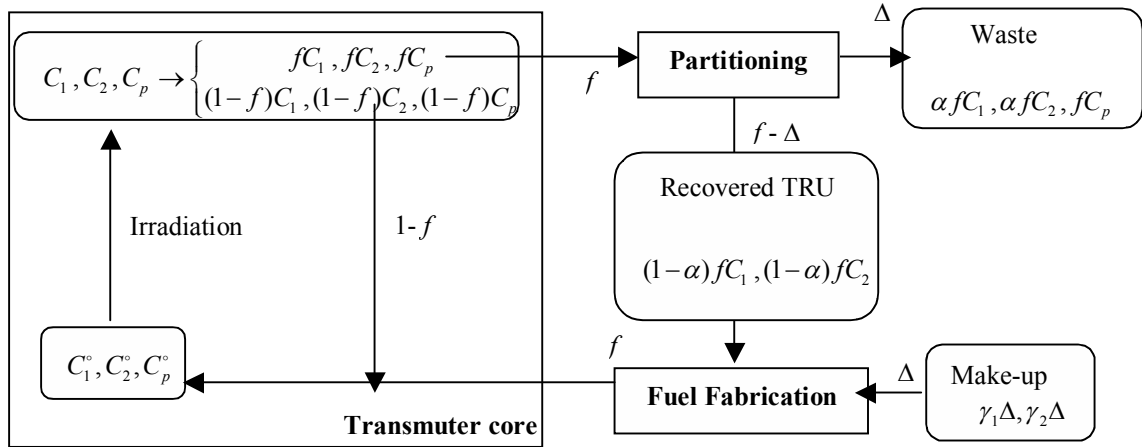 C₁, C₂, Cₚ → { fC₁, fC₂, fCₚ
(1−f)C₁, (1−f)C₂, (1−f)Cₚ
f
Partitioning
Δ
Waste
αfC₁, αfC₂, fCₚ
f - Δ
Recovered TRU
(1−α)fC₁, (1−α)fC₂
Irradiation
1-f
C₁°, C₂°, Cₚ°
f
Fuel Fabrication
Δ
Make-up
γ₁Δ, γ₂Δ
Transmuter core